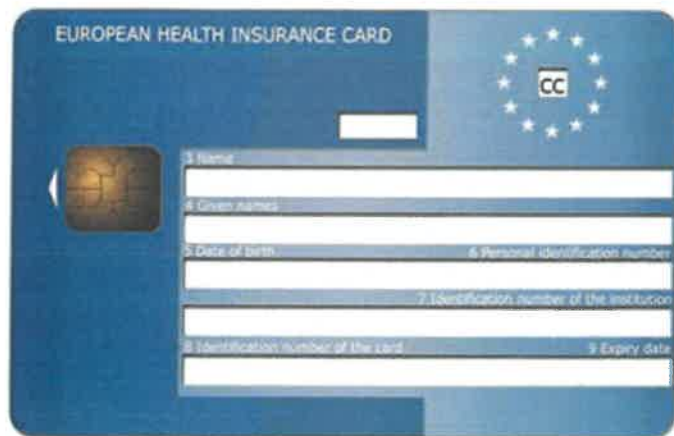 EUROPEAN HEALTH INSURANCE CARD
CC
3 Name
4 Given names
5 Date of birth 6 Personal identification number
7 Identification number of the institution
8 Identification number of the card 9 Expiry date